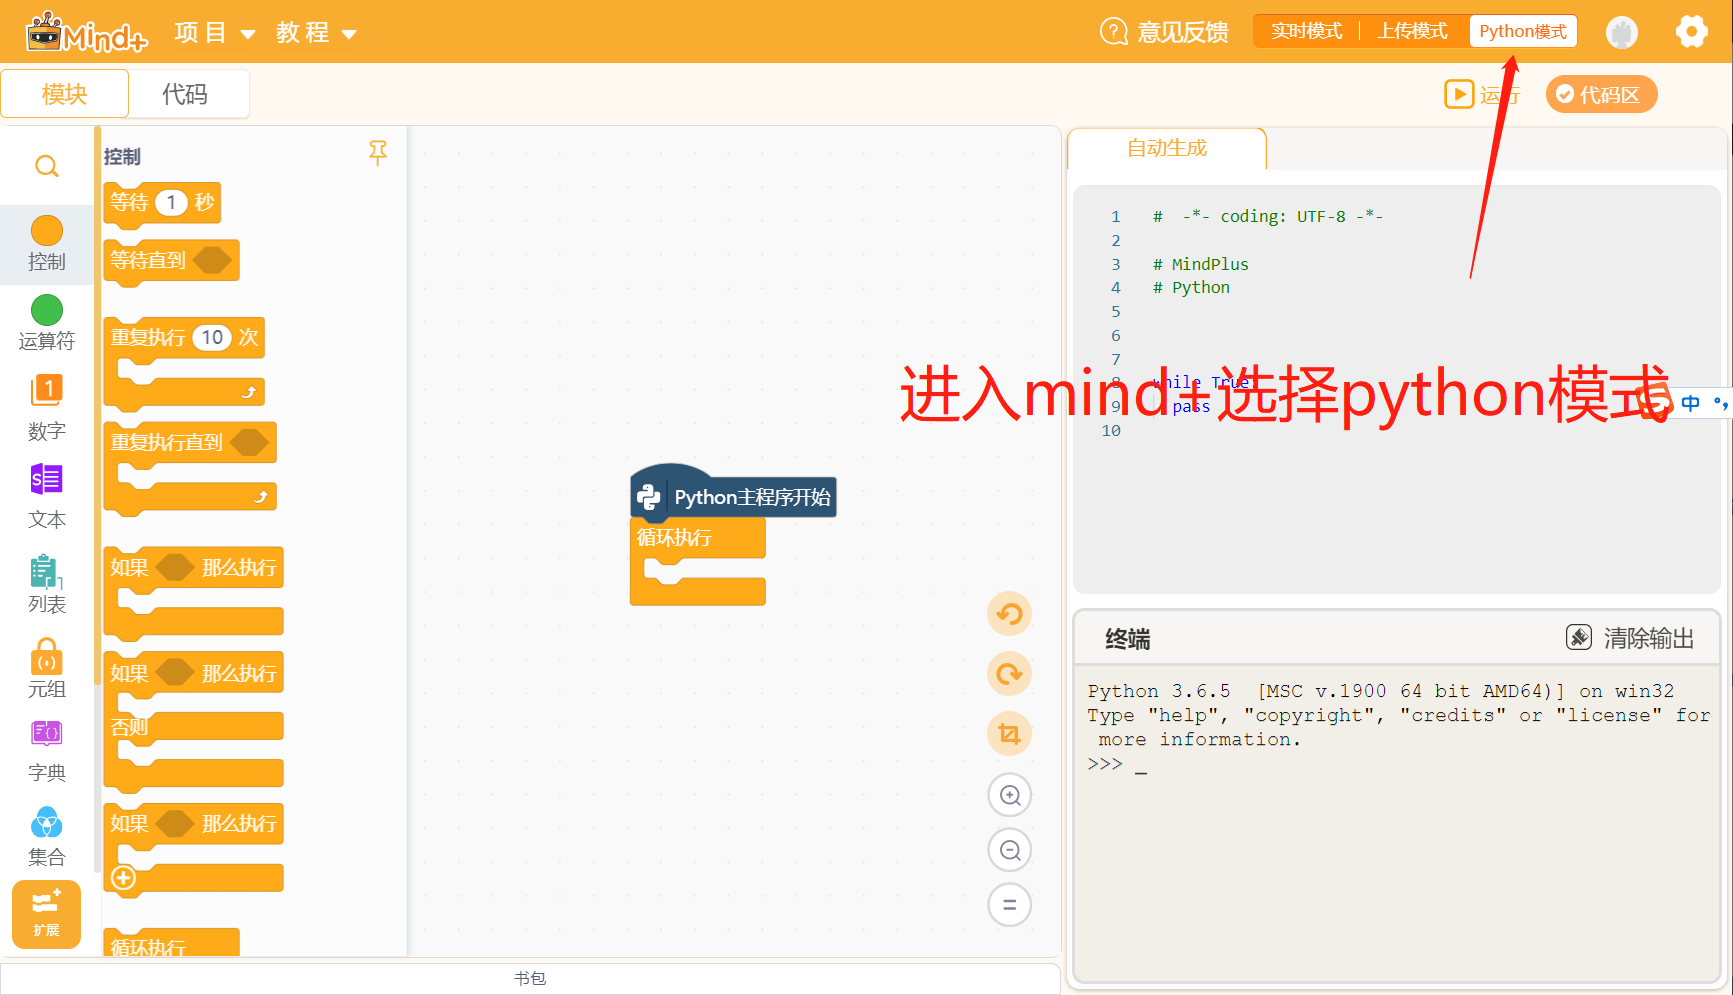 Mind+ 项目 教程 意见反馈 实时模式 上传模式 Python模式
模块 代码 运行 代码区
控制
等待 1 秒
等待直到
重复执行 10 次
重复执行直到
如果 那么执行
如果 那么执行
否则
如果 那么执行
循环执行
控制
运算符
1
数字
S
文本
列表
元组
字典
集合
扩展
Python主程序开始
循环执行
书包
自动生成
1 # -*- coding: UTF-8 -*-
2
3 # MindPlus
4 # Python
5
6
7
8 while True:
9 pass
10
进入mind+选择python模式
中 °,
终端 清除输出
Python 3.6.5 [MSC v.1900 64 bit AMD64)] on win32
Type "help", "copyright", "credits" or "license" for
more information.
>>> _